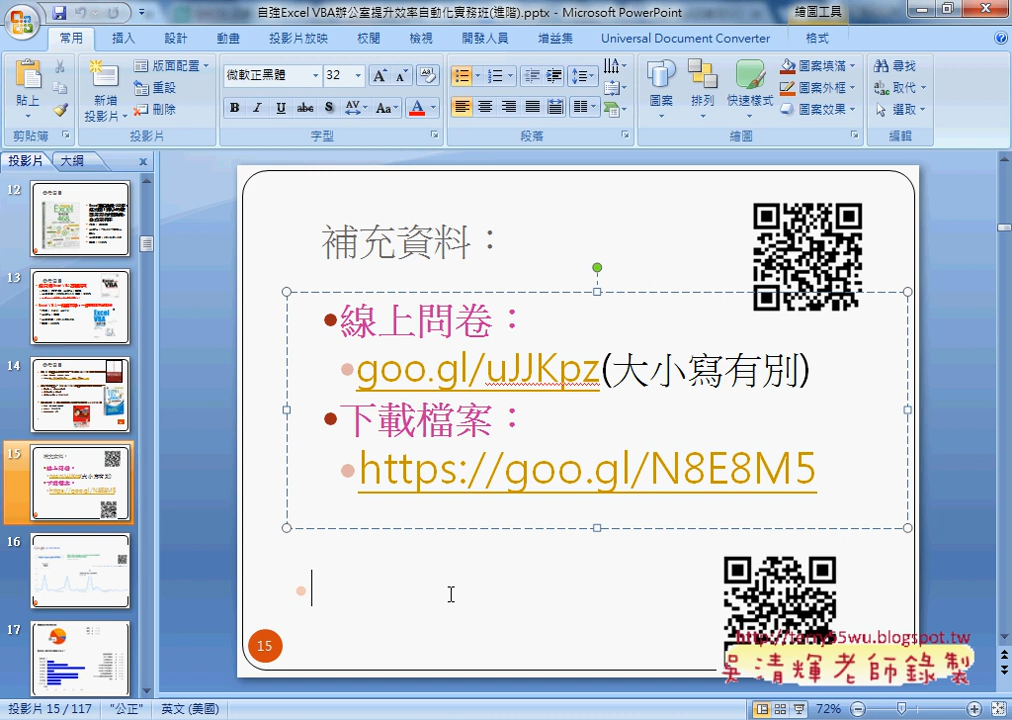 自強Excel VBA辦公室提升效率自動化實務班(進階).pptx - Microsoft PowerPoint
繪圖工具
常用 插入 設計 動畫 投影片放映 校閱 檢視 開發人員 增益集 Universal Document Converter 格式
貼上
剪貼簿
新增
投影片
版面配置
重設
刪除
投影片
微軟正黑體 32
字型
段落
圖案
排列
快速樣式
圖案填滿
圖案外框
圖案效果
繪圖
尋找
取代
選取
編輯
投影片 大綱
12
13
14
15
16
17
補充資料：
線上問卷：
goo.gl/uJJKpz(大小寫有別)
下載檔案：
https://goo.gl/N8E8M5
15
http://terry55wu.blogspot.tw
吳清輝老師錄製
投影片 15 / 117 "公正" 英文 (美國) 72%